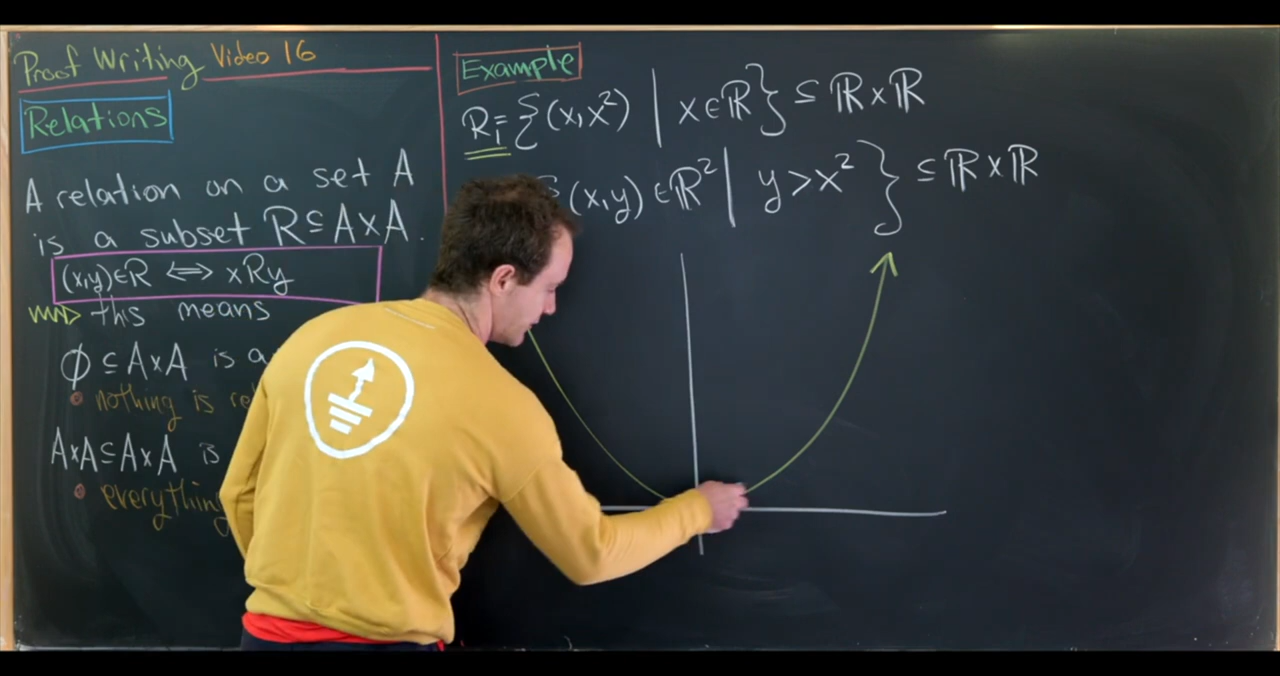 Proof Writing Video 16
Relations
A relation on a set A
is a subset R⊆A×A.
(x,y)∈R ⟺ xRy
this means
∅⊆A×A is a
nothing is
A×A⊆A×A is
everything
Example
R₁={(x,x²) | x∈ℝ} ⊆ ℝ×ℝ
(x,y)∈ℝ² | y>x² } ⊆ ℝ×ℝ